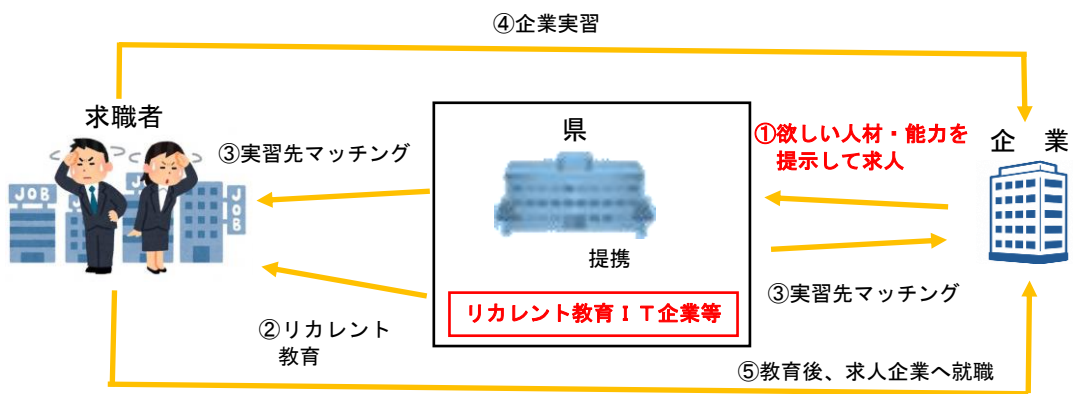 ④企業実習
求職者
県
①欲しい人材・能力を
提示して求人
企　業
③実習先マッチング
JOB
J
J
JOB
提携
③実習先マッチング
リカレント教育ＩＴ企業等
②リカレント
教育
⑤教育後、求人企業へ就職